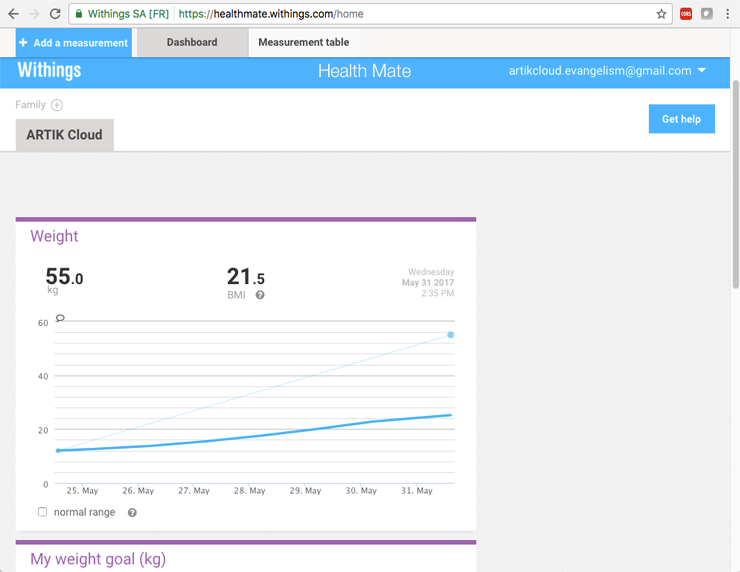 Withings SA [FR] https://healthmate.withings.com/home
+ Add a measurement Dashboard Measurement table
Withings Health Mate artikcloud.evangelism@gmail.com
Family
Get help
ARTIK Cloud
Weight
55.0 21.5 Wednesday
kg BMI ? May 31 2017
2:35 PM
60
40
20
0
25. May 26. May 27. May 28. May 29. May 30. May 31. May
normal range ?
My weight goal (kg)